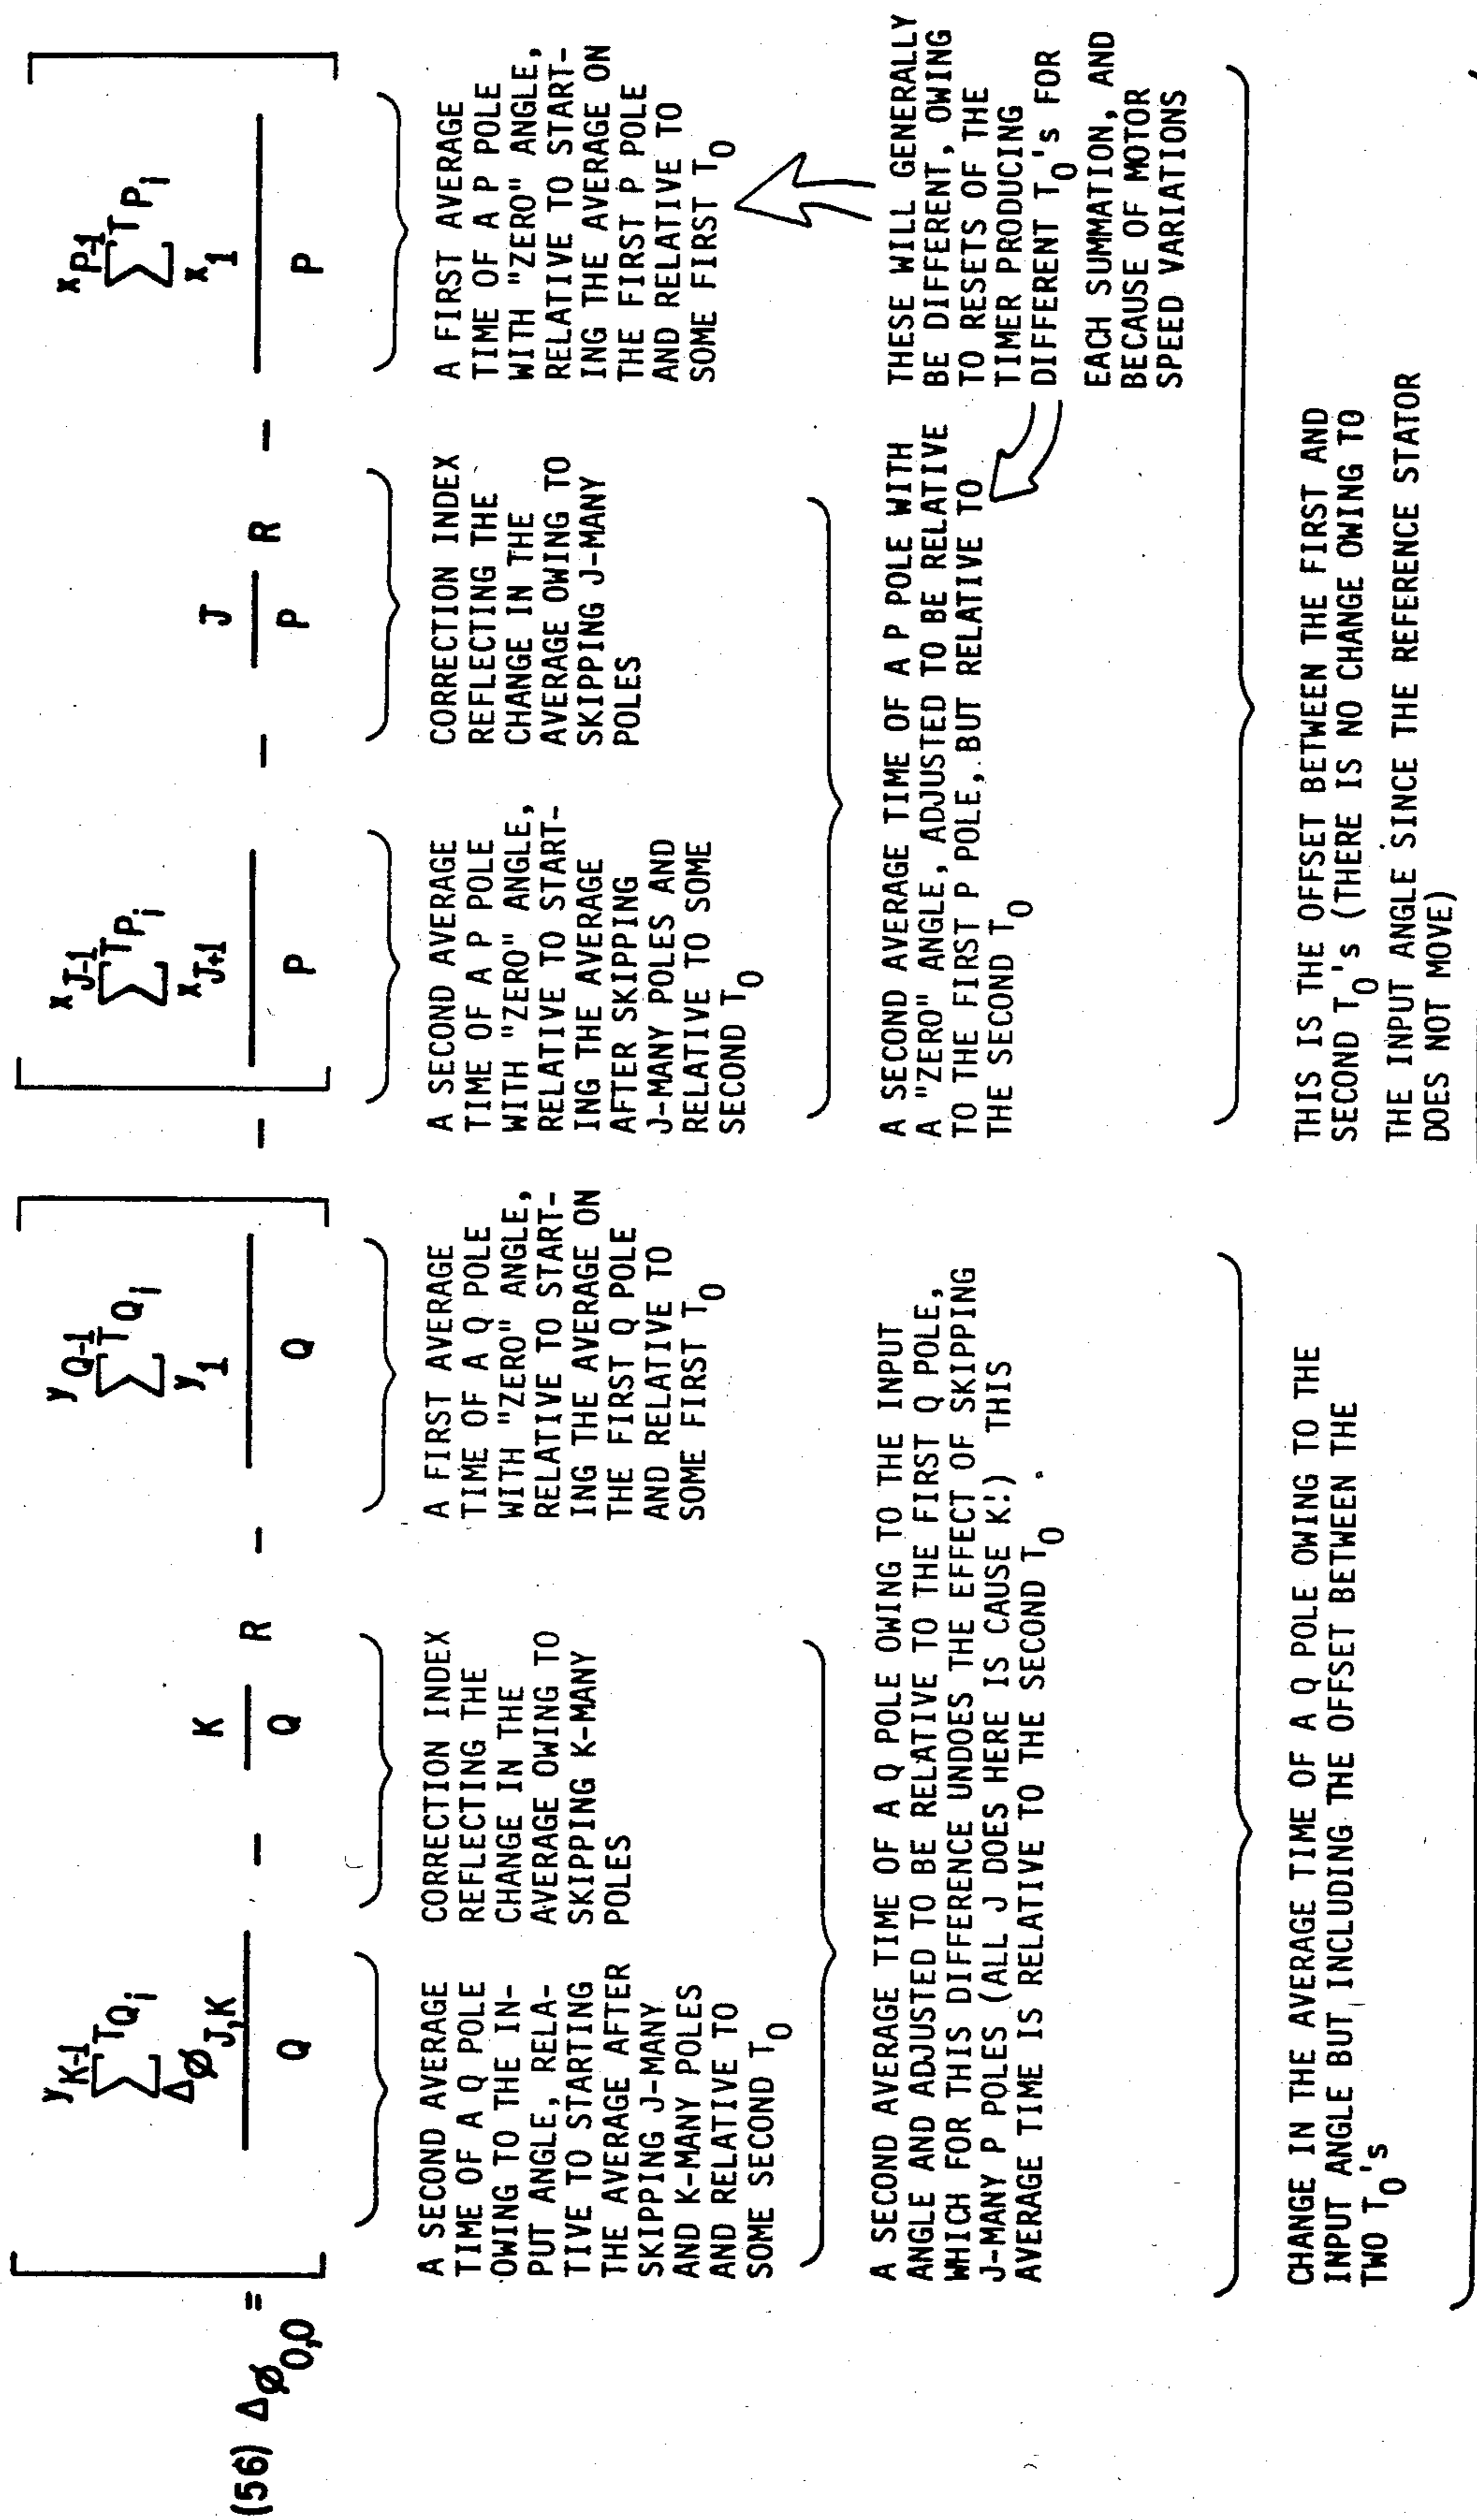 (56) Δø0,0 = [ yK-1 ∑ TQi ΔøJ,K / Q − K/Q R − yQ-1 ∑ TQi y1 / Q ] − [ xJ-1 ∑ TPi xJ+1 / P − J/P R − xP-1 ∑ TPi x1 / P ]
A SECOND AVERAGE
TIME OF A Q POLE
OWING TO THE IN-
PUT ANGLE, RELA-
TIVE TO STARTING
THE AVERAGE AFTER
SKIPPING J-MANY
AND K-MANY POLES
AND RELATIVE TO
SOME SECOND T0
CORRECTION INDEX
REFLECTING THE
CHANGE IN THE
AVERAGE OWING TO
SKIPPING K-MANY
POLES
A FIRST AVERAGE
TIME OF A Q POLE
WITH "ZERO" ANGLE,
RELATIVE TO START-
ING THE AVERAGE ON
THE FIRST Q POLE
AND RELATIVE TO
SOME FIRST T0
A SECOND AVERAGE
TIME OF A P POLE
WITH "ZERO" ANGLE,
RELATIVE TO START-
ING THE AVERAGE
AFTER SKIPPING
J-MANY POLES AND
RELATIVE TO SOME
SECOND T0
CORRECTION INDEX
REFLECTING THE
CHANGE IN THE
AVERAGE OWING TO
SKIPPING J-MANY
POLES
A FIRST AVERAGE
TIME OF A P POLE
WITH "ZERO" ANGLE,
RELATIVE TO START-
ING THE AVERAGE ON
THE FIRST P POLE
AND RELATIVE TO
SOME FIRST T0
A SECOND AVERAGE TIME OF A Q POLE OWING TO THE INPUT
ANGLE AND ADJUSTED TO BE RELATIVE TO THE FIRST Q POLE,
WHICH FOR THIS DIFFERENCE UNDOES THE EFFECT OF SKIPPING
J-MANY P POLES (ALL J DOES HERE IS CAUSE K!) THIS
AVERAGE TIME IS RELATIVE TO THE SECOND T0.
A SECOND AVERAGE TIME OF A P POLE WITH
A "ZERO" ANGLE, ADJUSTED TO BE RELATIVE
TO THE FIRST P POLE, BUT RELATIVE TO
THE SECOND T0
THESE WILL GENERALLY
BE DIFFERENT, OWING
TO RESETS OF THE
TIMER PRODUCING
DIFFERENT T0's FOR
EACH SUMMATION, AND
BECAUSE OF MOTOR
SPEED VARIATIONS
CHANGE IN THE AVERAGE TIME OF A Q POLE OWING TO THE
INPUT ANGLE BUT INCLUDING THE OFFSET BETWEEN THE
TWO T0's
THIS IS THE OFFSET BETWEEN THE FIRST AND
SECOND T0's (THERE IS NO CHANGE OWING TO
THE INPUT ANGLE SINCE THE REFERENCE STATOR
DOES NOT MOVE)